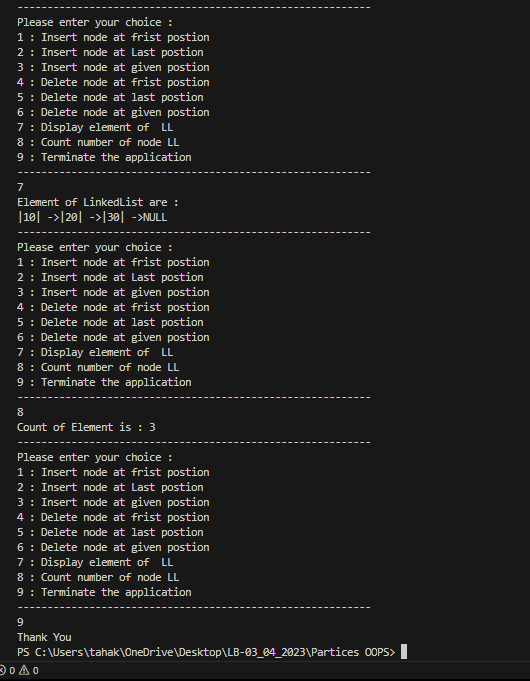 -----------------------------------------------------------
Please enter your choice :
1 : Insert node at frist postion
2 : Insert node at Last postion
3 : Insert node at given postion
4 : Delete node at frist postion
5 : Delete node at last postion
6 : Delete node at given postion
7 : Display element of  LL
8 : Count number of node LL
9 : Terminate the application
-----------------------------------------------------------
7
Element of LinkedList are :
|10| ->|20| ->|30| ->NULL
-----------------------------------------------------------
Please enter your choice :
1 : Insert node at frist postion
2 : Insert node at Last postion
3 : Insert node at given postion
4 : Delete node at frist postion
5 : Delete node at last postion
6 : Delete node at given postion
7 : Display element of  LL
8 : Count number of node LL
9 : Terminate the application
-----------------------------------------------------------
8
Count of Element is : 3
-----------------------------------------------------------
Please enter your choice :
1 : Insert node at frist postion
2 : Insert node at Last postion
3 : Insert node at given postion
4 : Delete node at frist postion
5 : Delete node at last postion
6 : Delete node at given postion
7 : Display element of  LL
8 : Count number of node LL
9 : Terminate the application
-----------------------------------------------------------
9
Thank You
PS C:\Users\tahak\OneDrive\Desktop\LB-03_04_2023\Partices OOPS>
0 0